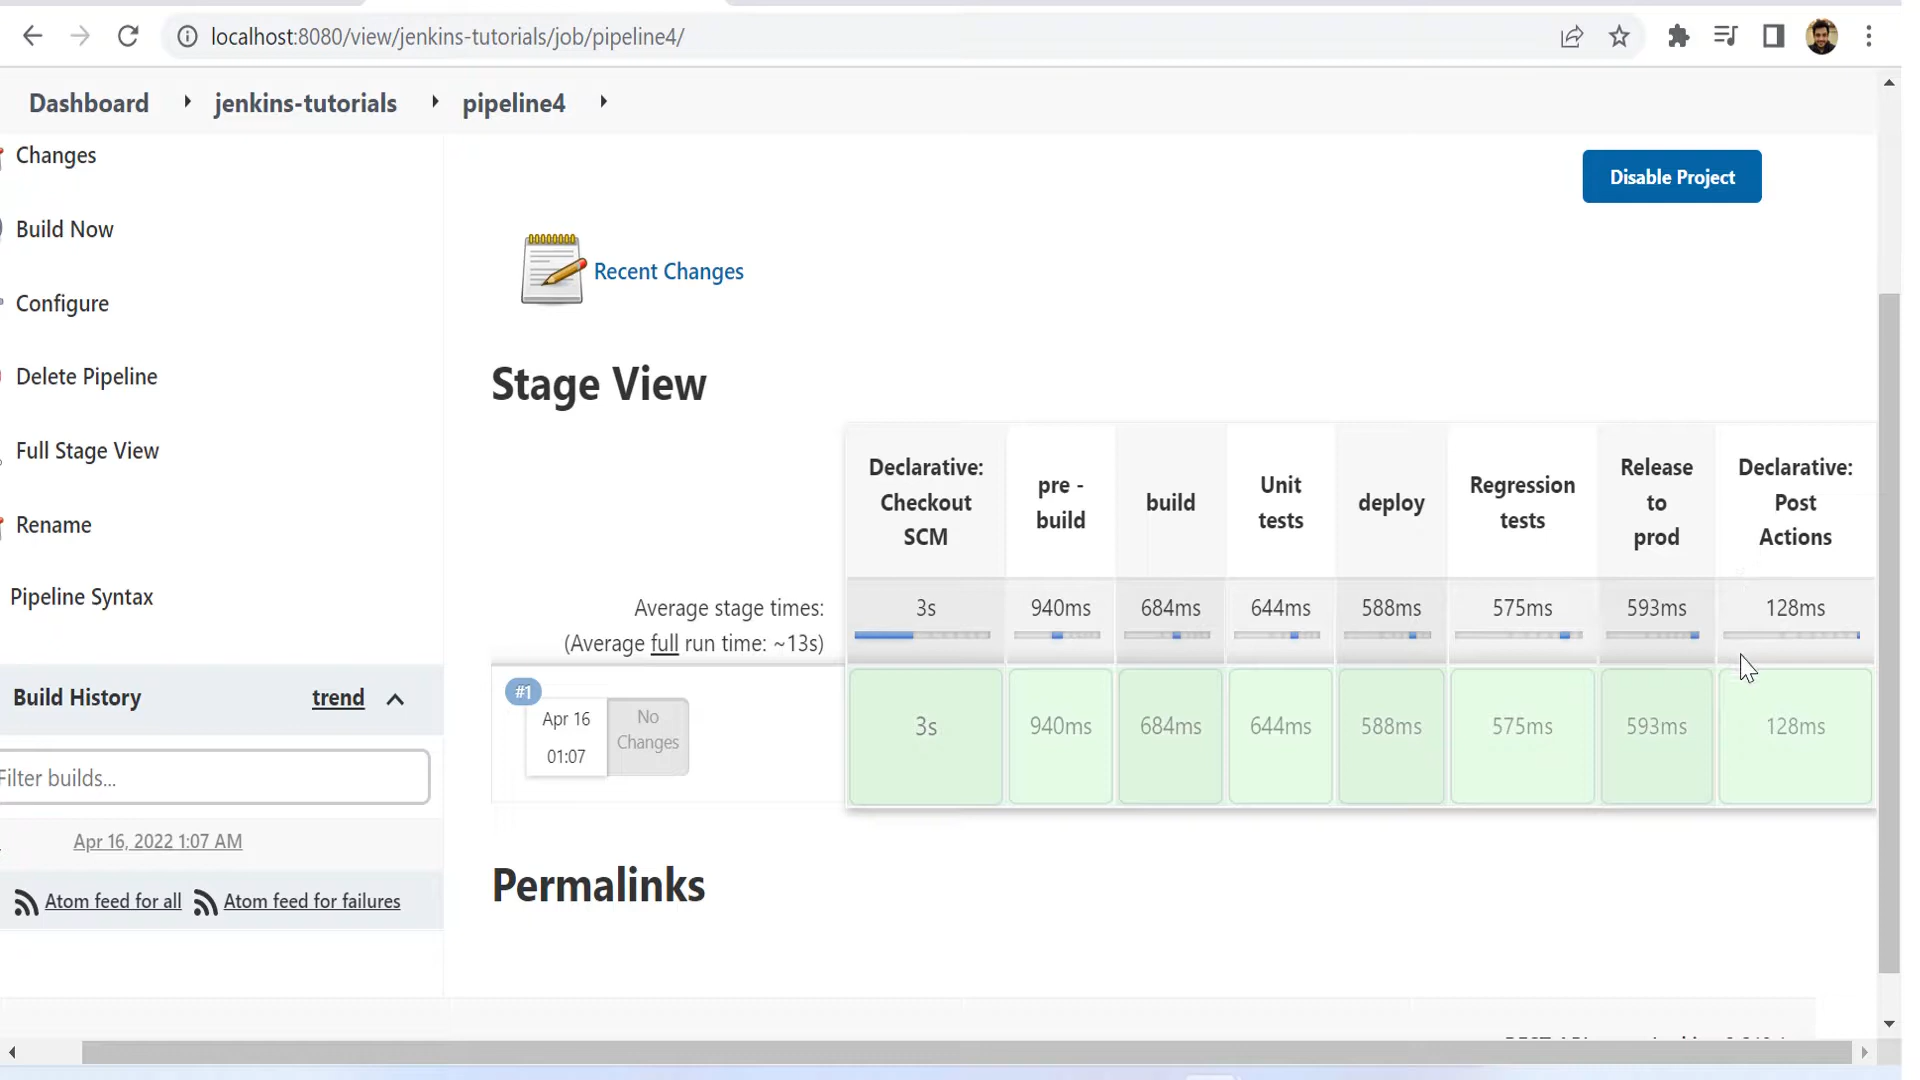 localhost:8080/view/jenkins-tutorials/job/pipeline4/
Dashboard jenkins-tutorials pipeline4
Changes
Build Now
Configure
Delete Pipeline
Full Stage View
Rename
Pipeline Syntax
Build History trend
Filter builds...
Apr 16, 2022 1:07 AM
Atom feed for all Atom feed for failures
Disable Project
Recent Changes
Stage View
Declarative:
Checkout
SCM
pre -
build
build
Unit
tests
deploy
Regression
tests
Release
to
prod
Declarative:
Post
Actions
Average stage times:
(Average full run time: ~13s)
3s 940ms 684ms 644ms 588ms 575ms 593ms 128ms
#1
Apr 16
01:07
No
Changes
3s 940ms 684ms 644ms 588ms 575ms 593ms 128ms
Permalinks